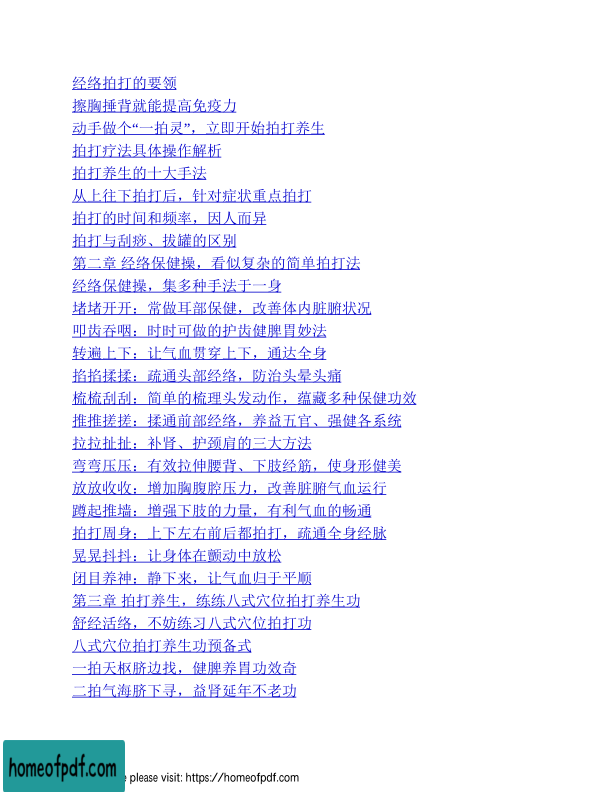 经络拍打的要领
擦胸捶背就能提高免疫力
动手做个“一拍灵”，立即开始拍打养生
拍打疗法具体操作解析
拍打养生的十大手法
从上往下拍打后，针对症状重点拍打
拍打的时间和频率，因人而异
拍打与刮痧、拔罐的区别
第二章 经络保健操，看似复杂的简单拍打法
经络保健操，集多种手法于一身
堵堵开开：常做耳部保健，改善体内脏腑状况
叩齿吞咽：时时可做的护齿健脾胃妙法
转遍上下：让气血贯穿上下，通达全身
掐掐揉揉：疏通头部经络，防治头晕头痛
梳梳刮刮：简单的梳理头发动作，蕴藏多种保健功效
推推搓搓：揉通前部经络，养益五官、强健各系统
拉拉扯扯：补肾、护颈肩的三大方法
弯弯压压：有效拉伸腰背、下肢经筋，使身形健美
放放收收：增加胸腹腔压力，改善脏腑气血运行
蹲起推墙：增强下肢的力量，有利气血的畅通
拍打周身：上下左右前后都拍打，疏通全身经脉
晃晃抖抖：让身体在颤动中放松
闭目养神：静下来，让气血归于平顺
第三章 拍打养生，练练八式穴位拍打养生功
舒经活络，不妨练习八式穴位拍打功
八式穴位拍打养生功预备式
一拍天枢脐边找，健脾养胃功效奇
二拍气海脐下寻，益肾延年不老功
homeofpdf.com
e please visit: https://homeofpdf.com